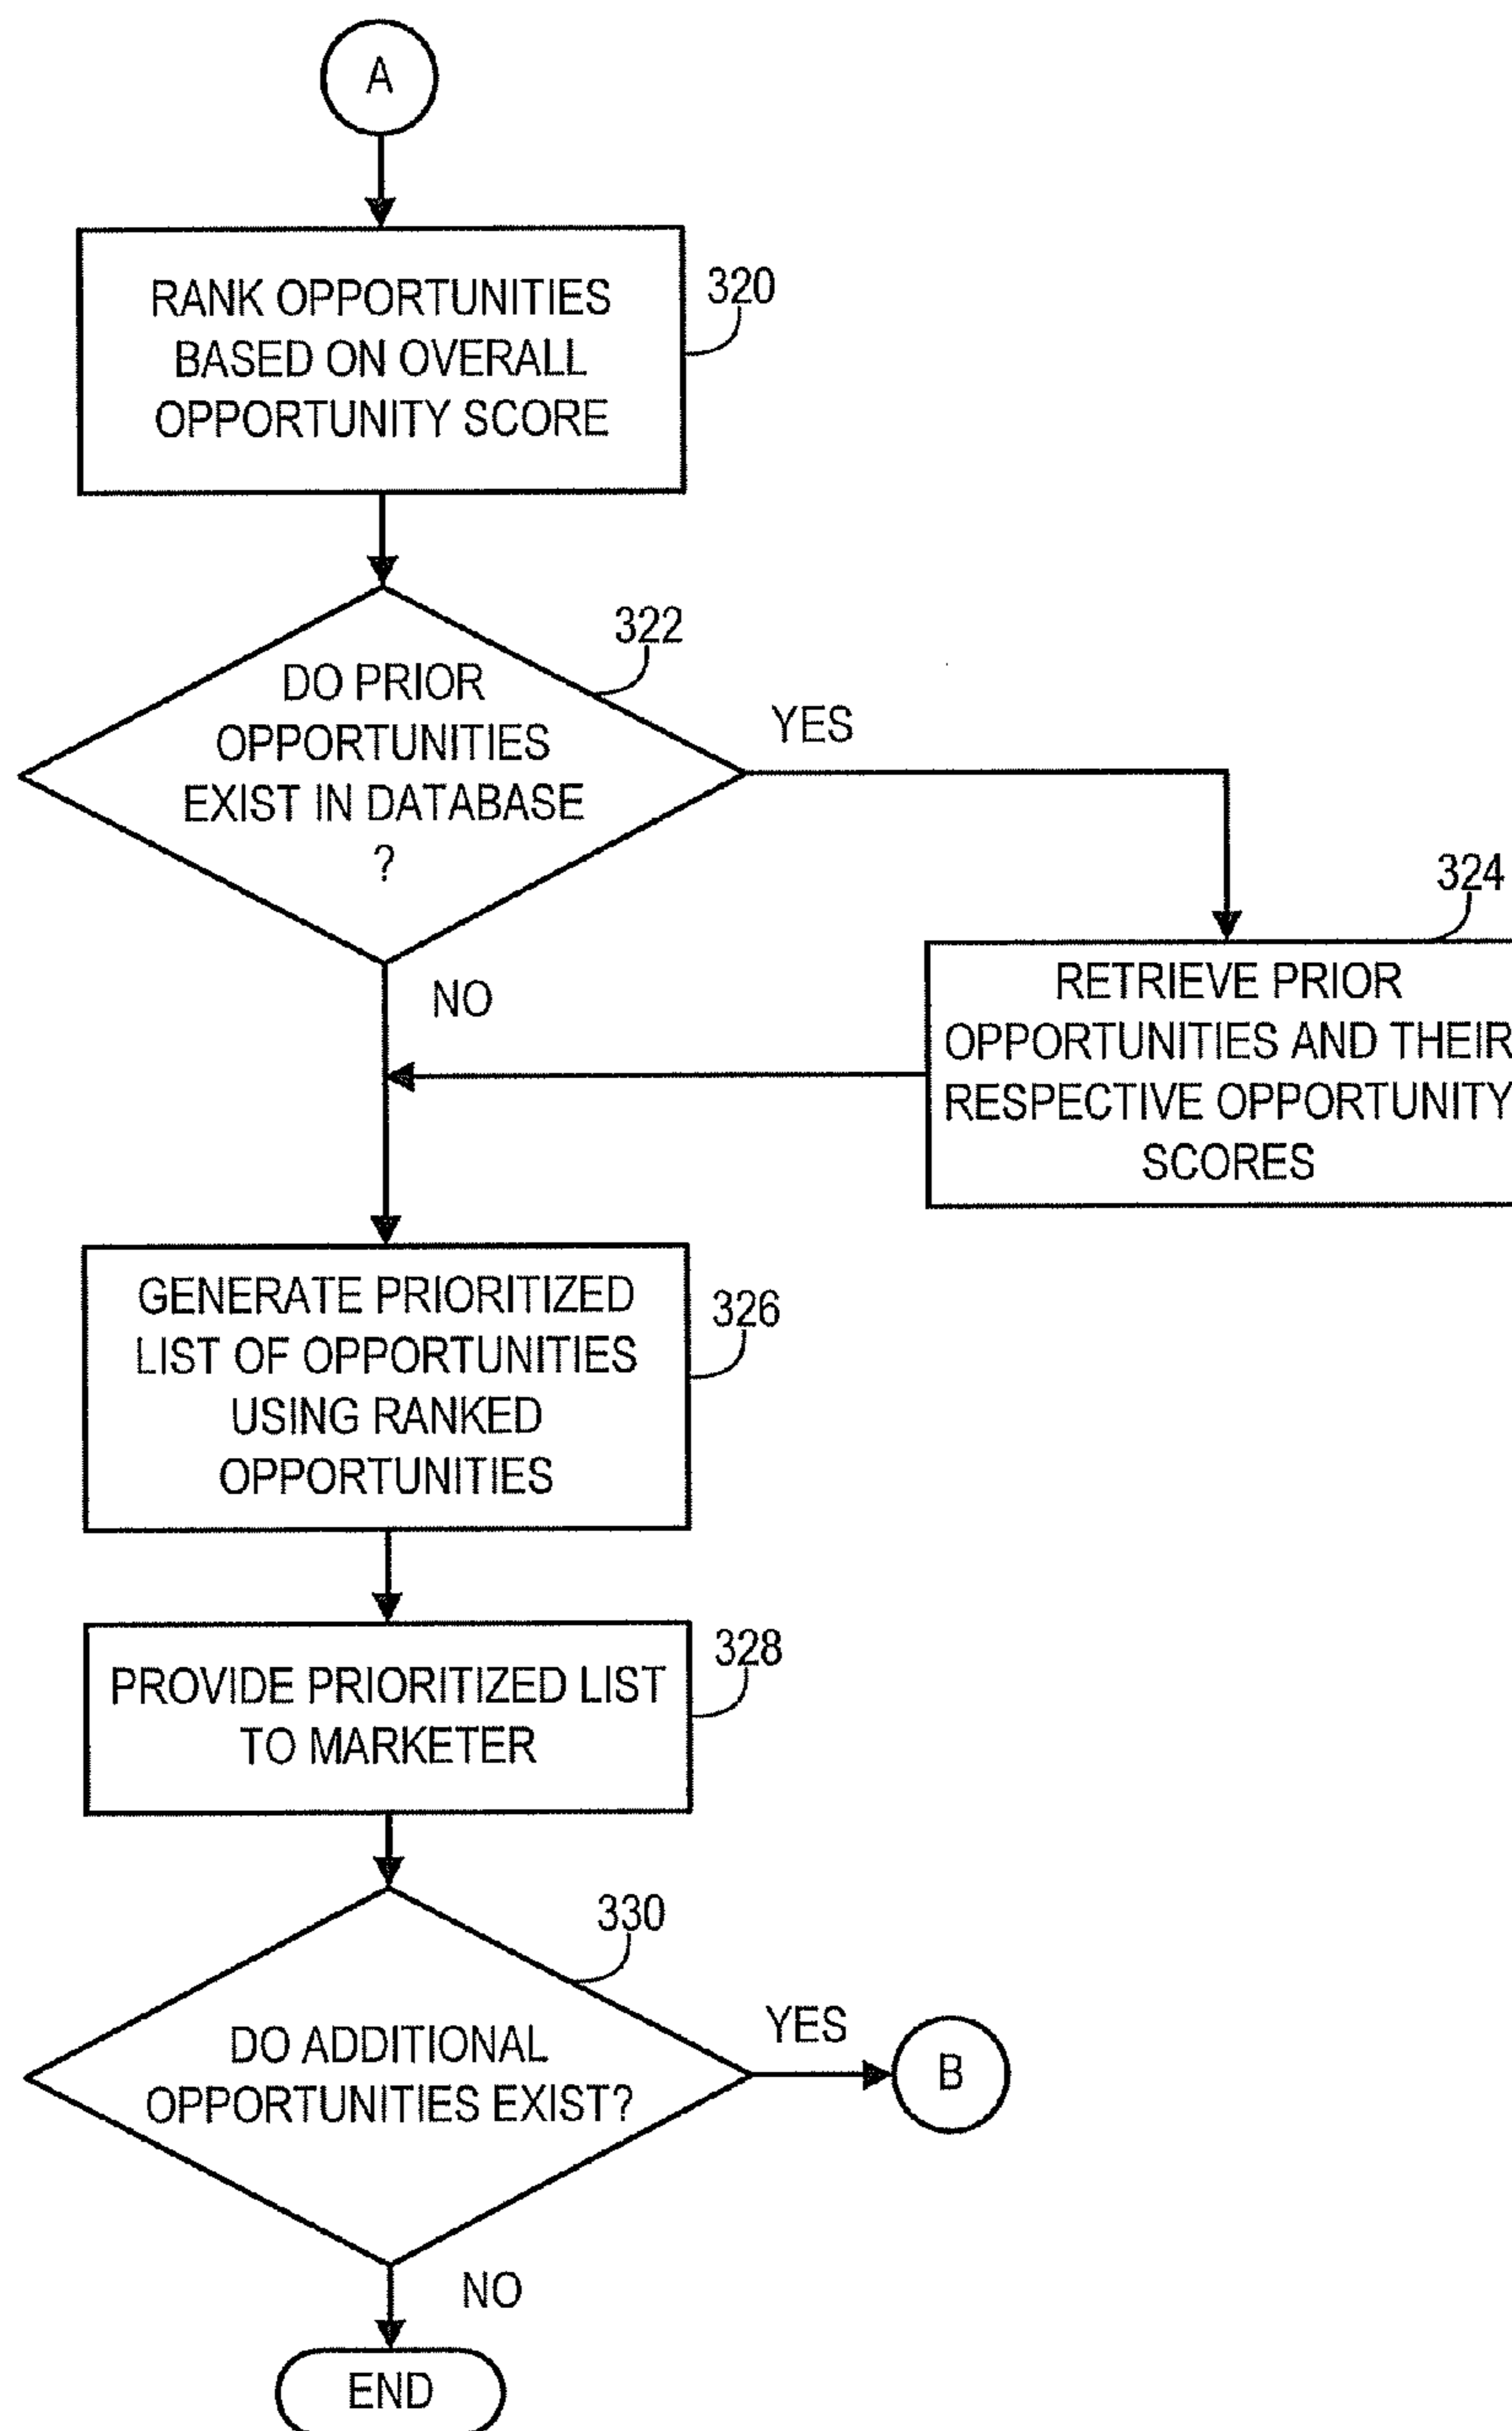 A
RANK OPPORTUNITIES
BASED ON OVERALL
OPPORTUNITY SCORE
320
DO PRIOR
OPPORTUNITIES
EXIST IN DATABASE
?
322
YES
NO
324
RETRIEVE PRIOR
OPPORTUNITIES AND THEIR
RESPECTIVE OPPORTUNITY
SCORES
GENERATE PRIORITIZED
LIST OF OPPORTUNITIES
USING RANKED
OPPORTUNITIES
326
PROVIDE PRIORITIZED LIST
TO MARKETER
328
DO ADDITIONAL
OPPORTUNITIES EXIST?
330
YES
B
NO
END